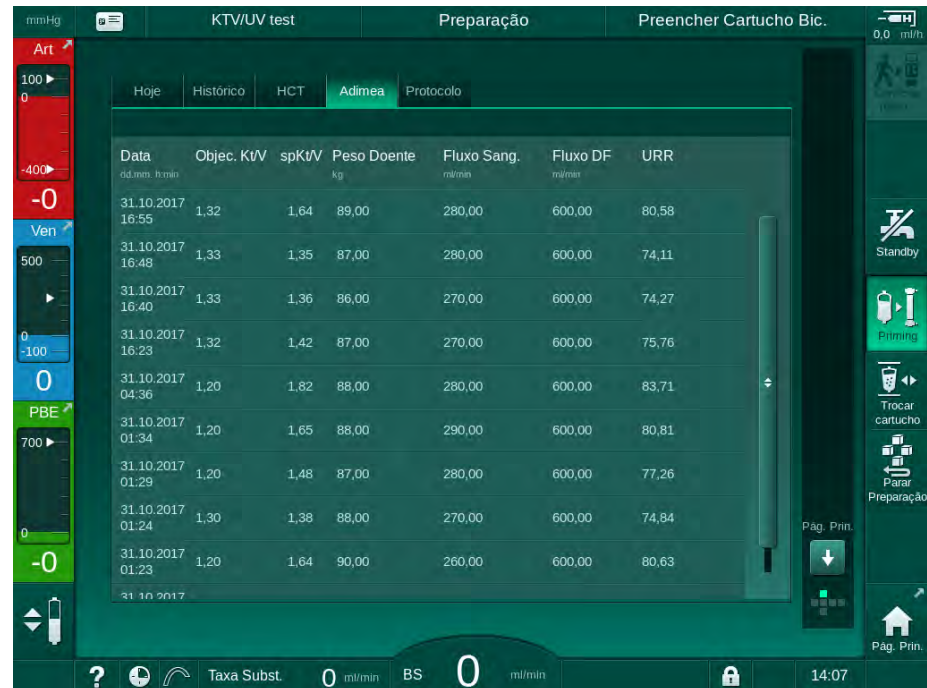 mmHg KTV/UV test Preparação Preencher Cartucho Bic.
0,0 ml/h
Art
100
0
-400
-0
Ven
500
0
-100
0
PBE
700
0
-0
Hoje Histórico HCT Adimea Protocolo
Data Objec. Kt/V spKt/V Peso Doente Fluxo Sang. Fluxo DF URR
dd.mm. h:min kg ml/min ml/min
31.10.2017
16:55 1,32 1,64 89,00 280,00 600,00 80,58
31.10.2017
16:48 1,33 1,35 87,00 280,00 600,00 74,11
31.10.2017
16:40 1,33 1,36 86,00 270,00 600,00 74,27
31.10.2017
16:23 1,32 1,42 87,00 270,00 600,00 75,76
31.10.2017
04:36 1,20 1,82 88,00 280,00 600,00 83,71
31.10.2017
01:34 1,20 1,65 88,00 290,00 600,00 80,81
31.10.2017
01:29 1,20 1,48 87,00 280,00 600,00 77,26
31.10.2017
01:24 1,30 1,38 88,00 270,00 600,00 74,84
31.10.2017
01:23 1,20 1,64 90,00 260,00 600,00 80,63
31.10.2017
Pág. Prin.
Standby
Priming
Trocar
cartucho
Parar
Preparação
Pág. Prin.
? Taxa Subst. 0 ml/min BS 0 ml/min 14:07